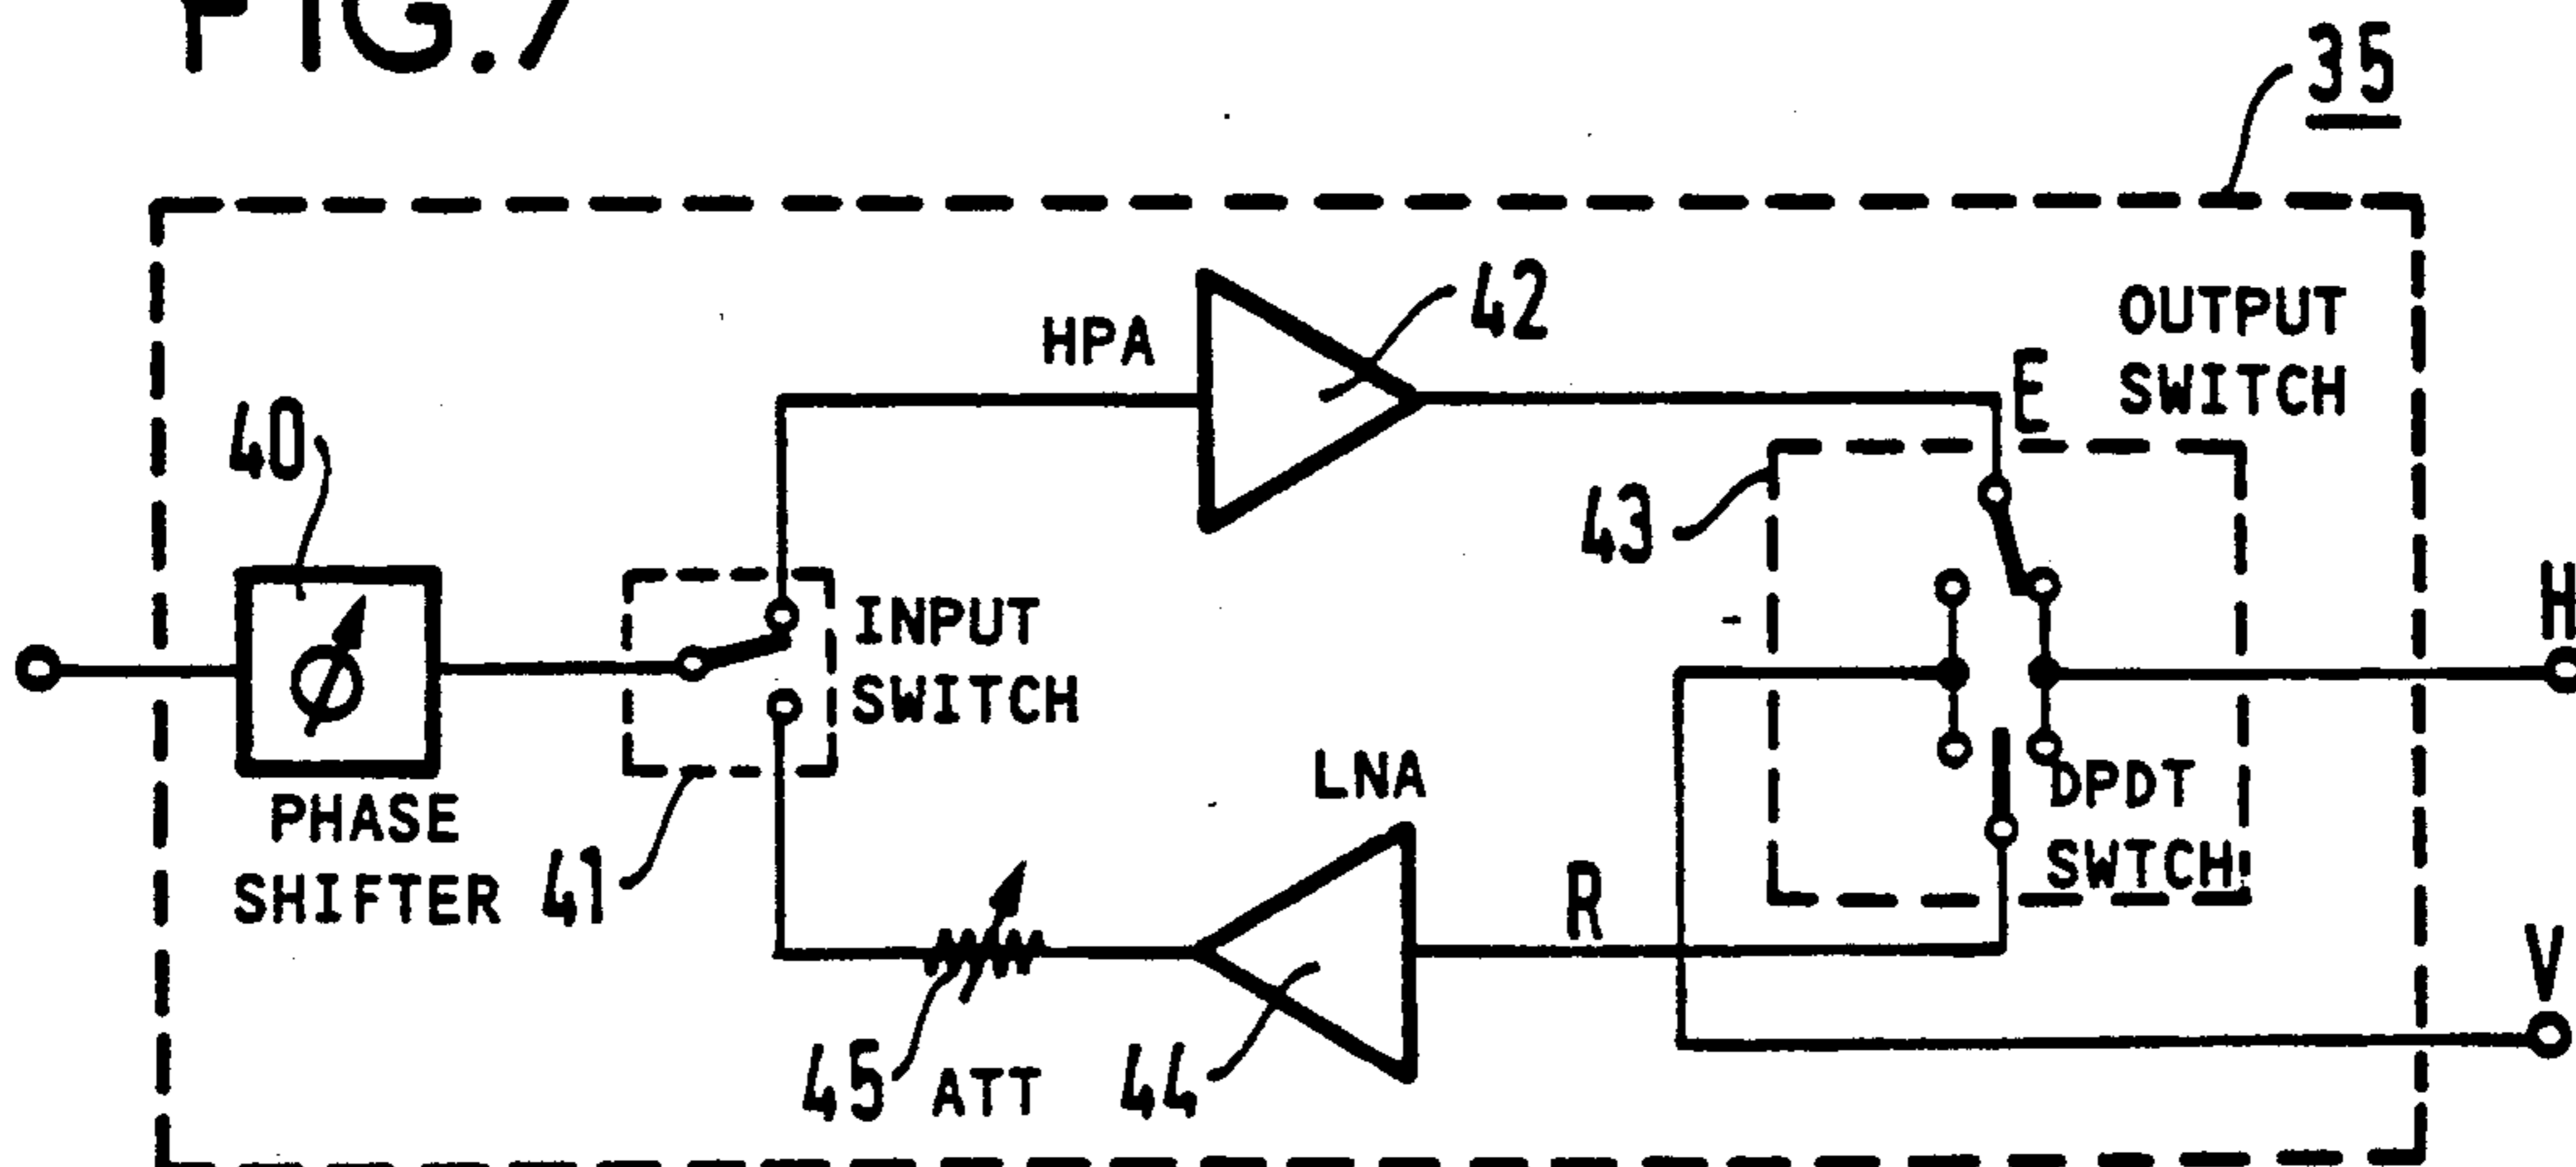 FIG.7
35
HPA
42
OUTPUT
SWITCH
E
40
43
INPUT
SWITCH
H
PHASE
SHIFTER
41
LNA
DPDT
SWTCH
R
V
45
ATT
44